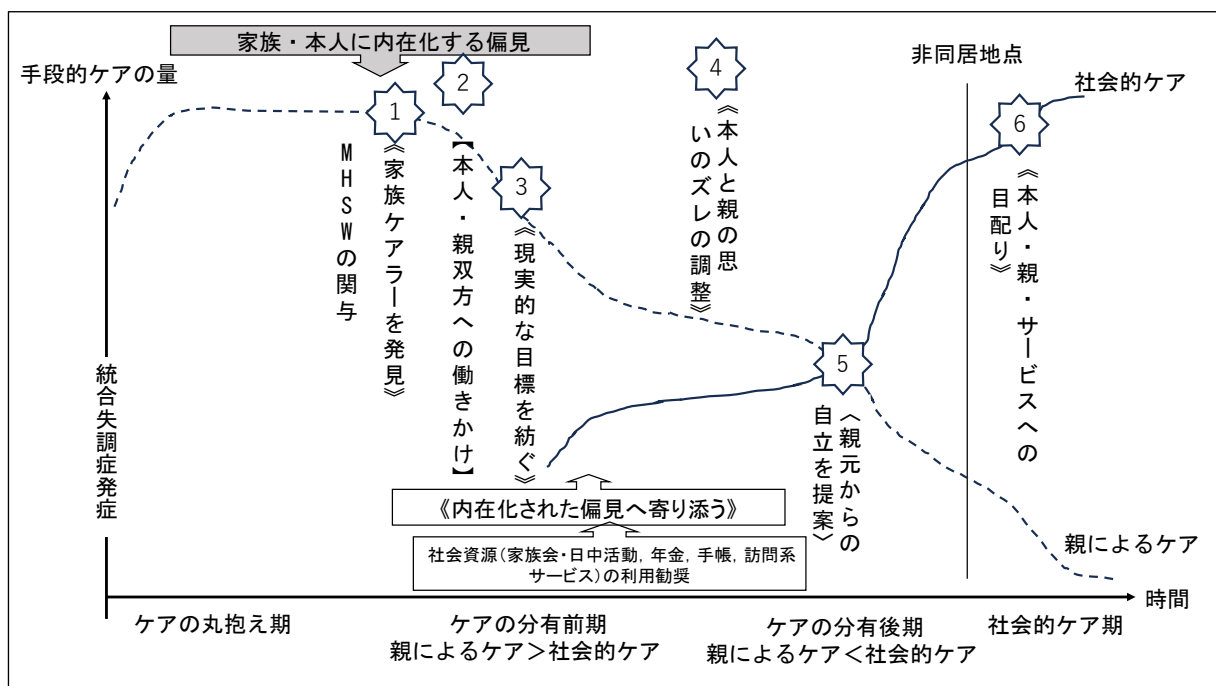 家族・本人に内在化する偏見
手段的ケアの量
統合失調症発症
1
MHSWの関与
《家族ケアラーを発見》
2
【本人・親双方への働きかけ】
3
《現実的な目標を紡ぐ》
4
《本人と親の思
いのズレの調整》
5
〈親元からの
自立を提案〉
非同居地点
社会的ケア
6
《本人・親・サービスへの
目配り》
親によるケア
《内在化された偏見へ寄り添う》
社会資源(家族会・日中活動, 年金, 手帳, 訪問系
サービス)の利用勧奨
時間
ケアの丸抱え期
ケアの分有前期
親によるケア>社会的ケア
ケアの分有後期
親によるケア<社会的ケア
社会的ケア期